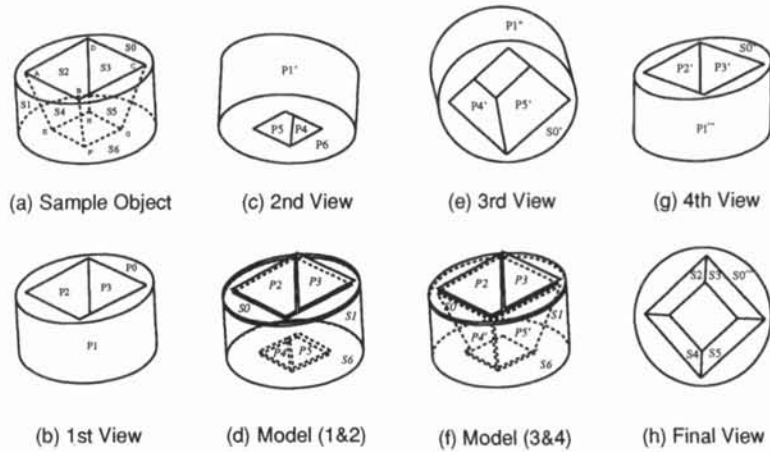 D S0
A S2 S3 C
S1 B
S4 S5
E G
F S6
(a) Sample Object
P1'
P5 P4
P6
(c) 2nd View
P1"
P4' P5'
S0"
(e) 3rd View
S0'
P2' P3'
P1'"
(g) 4th View
P0
P2 P3
P1
(b) 1st View
P2 P3
S0 S1
P4 P5
S6
(d) Model (1&2)
P2 P3
S0 S1
P4' P5'
S6
(f) Model (3&4)
S2 S3 S0'"
S4 S5
(h) Final View